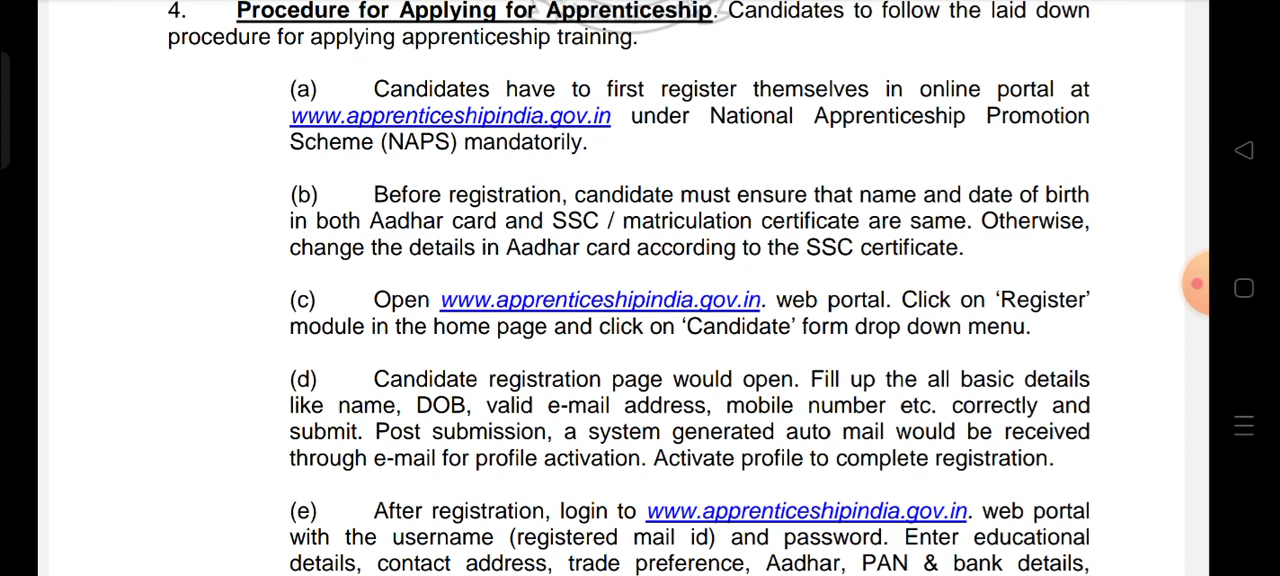 4. Procedure for Applying for Apprenticeship. Candidates to follow the laid down
procedure for applying apprenticeship training.
(a) Candidates have to first register themselves in online portal at
www.apprenticeshipindia.gov.in under National Apprenticeship Promotion
Scheme (NAPS) mandatorily.
(b) Before registration, candidate must ensure that name and date of birth
in both Aadhar card and SSC / matriculation certificate are same. Otherwise,
change the details in Aadhar card according to the SSC certificate.
(c) Open www.apprenticeshipindia.gov.in. web portal. Click on ‘Register’
module in the home page and click on ‘Candidate’ form drop down menu.
(d) Candidate registration page would open. Fill up the all basic details
like name, DOB, valid e-mail address, mobile number etc. correctly and
submit. Post submission, a system generated auto mail would be received
through e-mail for profile activation. Activate profile to complete registration.
(e) After registration, login to www.apprenticeshipindia.gov.in. web portal
with the username (registered mail id) and password. Enter educational
details, contact address, trade preference, Aadhar, PAN & bank details,